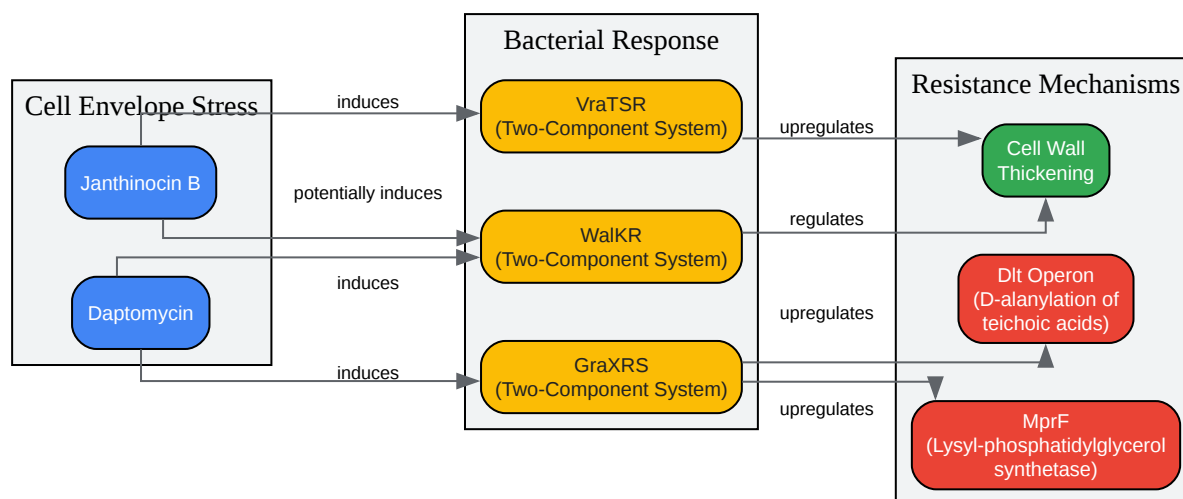 Cell Envelope Stress
Janthinocin B
Daptomycin
induces
potentially induces
induces
induces
Bacterial Response
VraTSR
(Two-Component System)
WalKR
(Two-Component System)
GraXRS
(Two-Component System)
upregulates
regulates
upregulates
upregulates
Resistance Mechanisms
Cell Wall
Thickening
Dlt Operon
(D-alanylation of
teichoic acids)
MprF
(Lysyl-phosphatidylglycerol
synthetase)